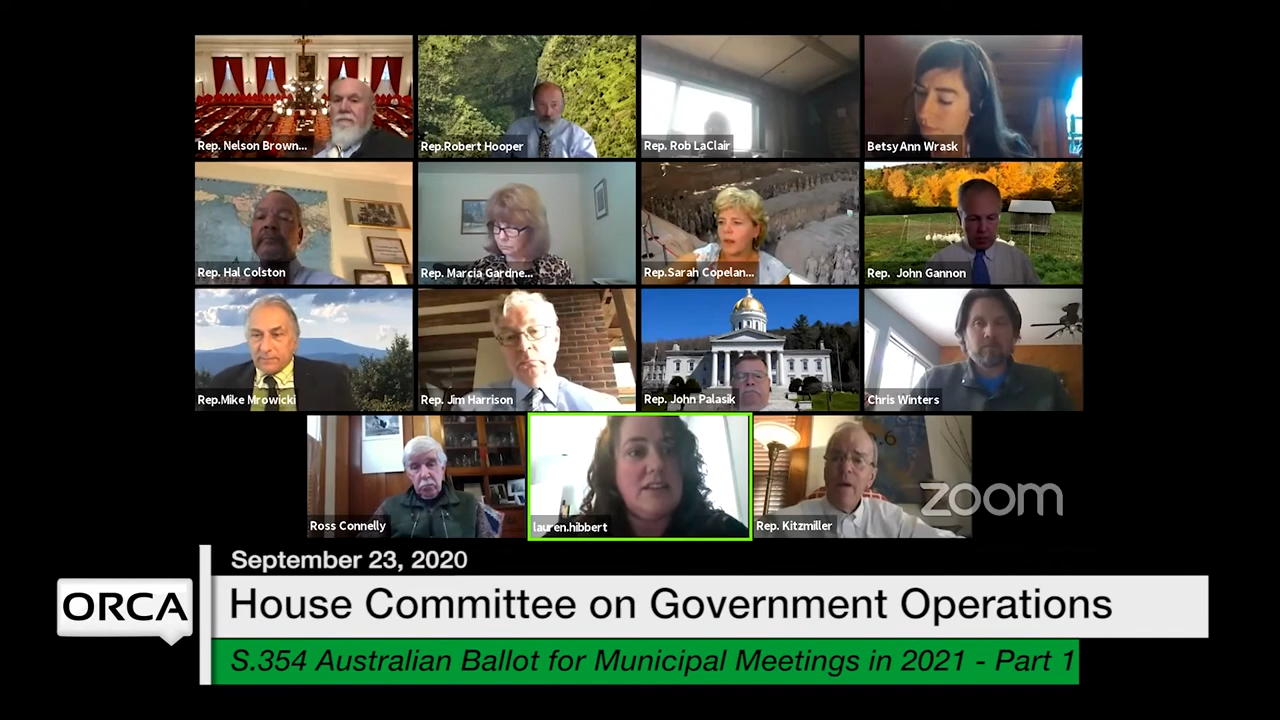 Rep. Nelson Brown...
Rep.Robert Hooper
Rep. Rob LaClair
BetsyAnn Wrask
Rep. Hal Colston
Rep. Marcia Gardne...
Rep.Sarah Copelan...
Rep. John Gannon
Rep.Mike Mrowicki
Rep. Jim Harrison
Rep. John Palasik
Chris Winters
Ross Connelly
lauren.hibbert
Rep. Kitzmiller
zoom
September 23, 2020
ORCA
House Committee on Government Operations
S.354 Australian Ballot for Municipal Meetings in 2021 - Part 1